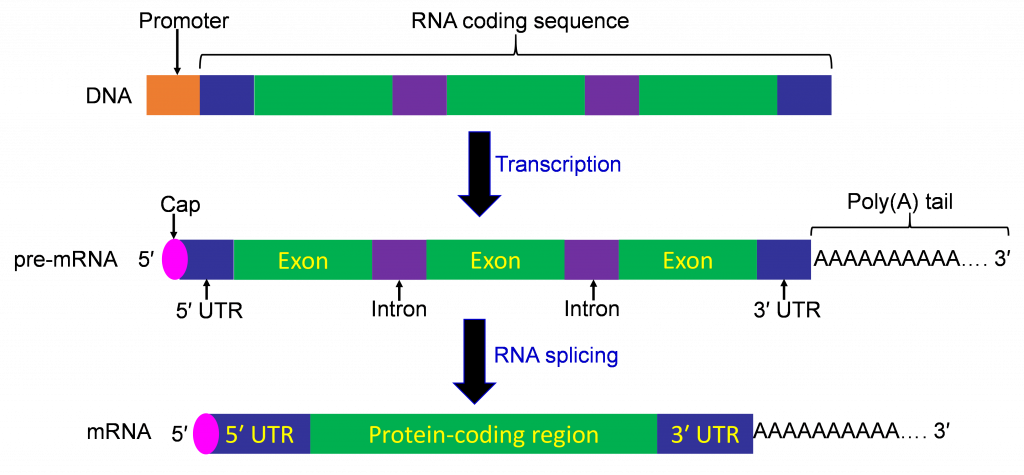 Promoter
RNA coding sequence
DNA
Transcription
Cap
Poly(A) tail
pre-mRNA 5′ Exon Exon Exon AAAAAAAAAA.... 3′
5′ UTR Intron Intron 3′ UTR
RNA splicing
mRNA 5′ 5′ UTR Protein-coding region 3′ UTR AAAAAAAAAA.... 3′